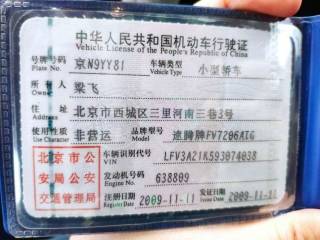 中华人民共和国机动车行驶证
Vehicle License of the People's Republic of China
号牌号码 京N9YY81 车辆类型 小型轿车
Plate No. Vehicle Type
所有人 梁飞
Owner
住址 北京市西城区三里河南三巷3号
Address
使用性质 非营运 品牌型号 速腾牌FV7206ATG
Use Character Model
北京市公
安局公安
交通管理局
车辆识别代号 LFV3A21K593074038
VIN
发动机号码 638809
Engine No.
注册日期 2009-11-11 发证日期 2009-11-11
Register Date Issue Date